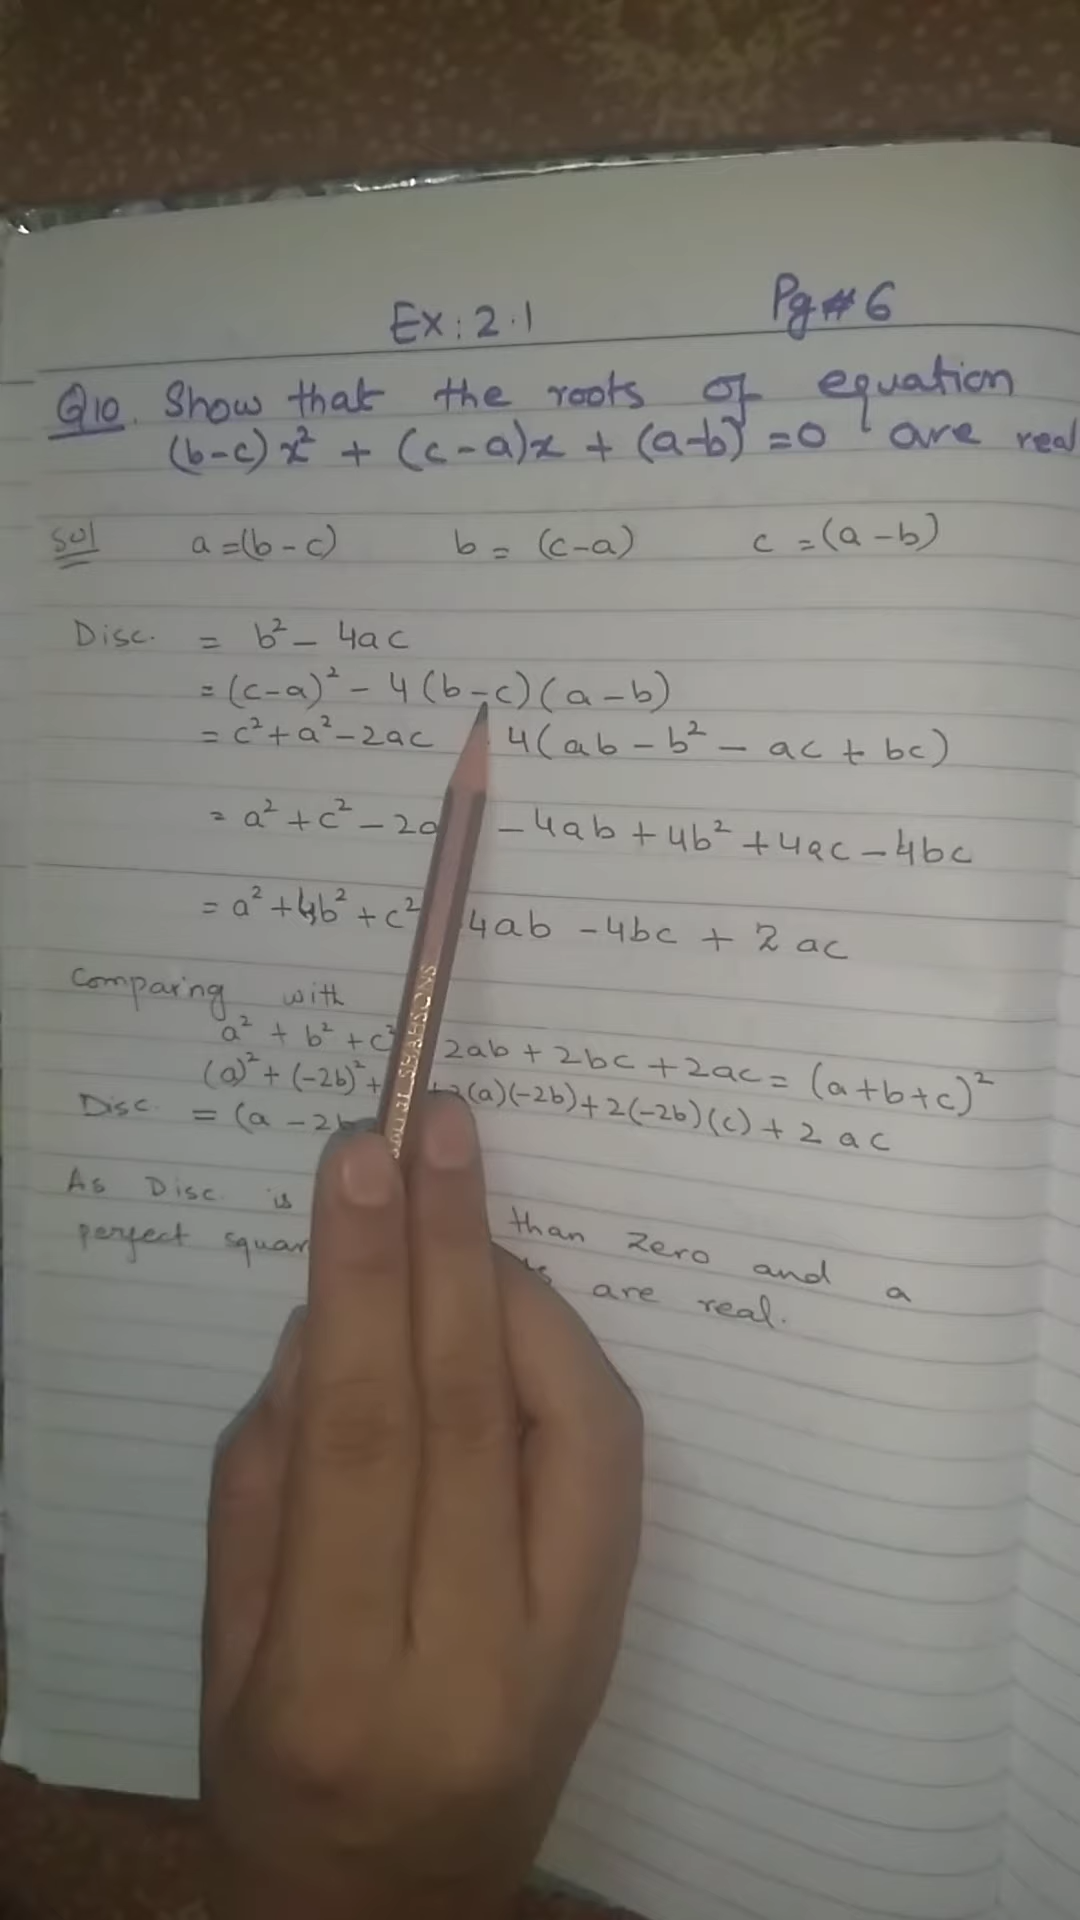 Ex: 2.1 Pg # 6
Q10. Show that the roots of equation
(b-c)x² + (c-a)x + (a-b) = 0 are real
Sol a = (b-c) b = (c-a) c = (a-b)
Disc. = b² - 4ac
= (c-a)² - 4(b-c)(a-b)
= c² + a² - 2ac 4(ab - b² - ac + bc)
= a² + c² - 2a - 4ab + 4b² + 4ac - 4bc
= a² + 4b² + c² 4ab - 4bc + 2ac
Comparing with
a² + b² + c² 2ab + 2bc + 2ac = (a+b+c)²
(a)² + (-2b)² + +2(a)(-2b) + 2(-2b)(c) + 2ac
Disc. = (a - 2b
As Disc. is than zero and a
perfect squar are real.
SHAHSONS